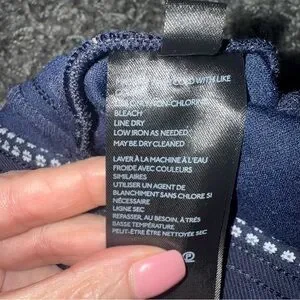 COLD WITH LIKE
NON-CHLORINE
BLEACH
LINE DRY
LOW IRON AS NEEDED
MAY BE DRY CLEANED
LAVER À LA MACHINE À L'EAU
FROIDE AVEC COULEURS
SIMILAIRES
UTILISER UN AGENT DE
BLANCHIMENT SANS CHLORE SI
NÉCESSAIRE
LIGNE SEC
REPASSER, AU BESOIN, À TRÈS
BASSE TEMPÉRATURE
PEUT-ÊTRE ÊTRE NETTOYÉE SEC
P